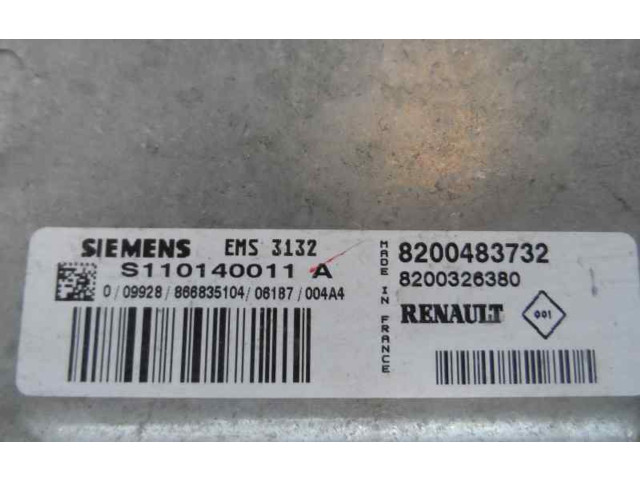 SIEMENS EMS 3132
S110140011 A
0/09928/866835104/06187/004A4
MADE IN FRANCE
8200483732
8200326380
RENAULT 001